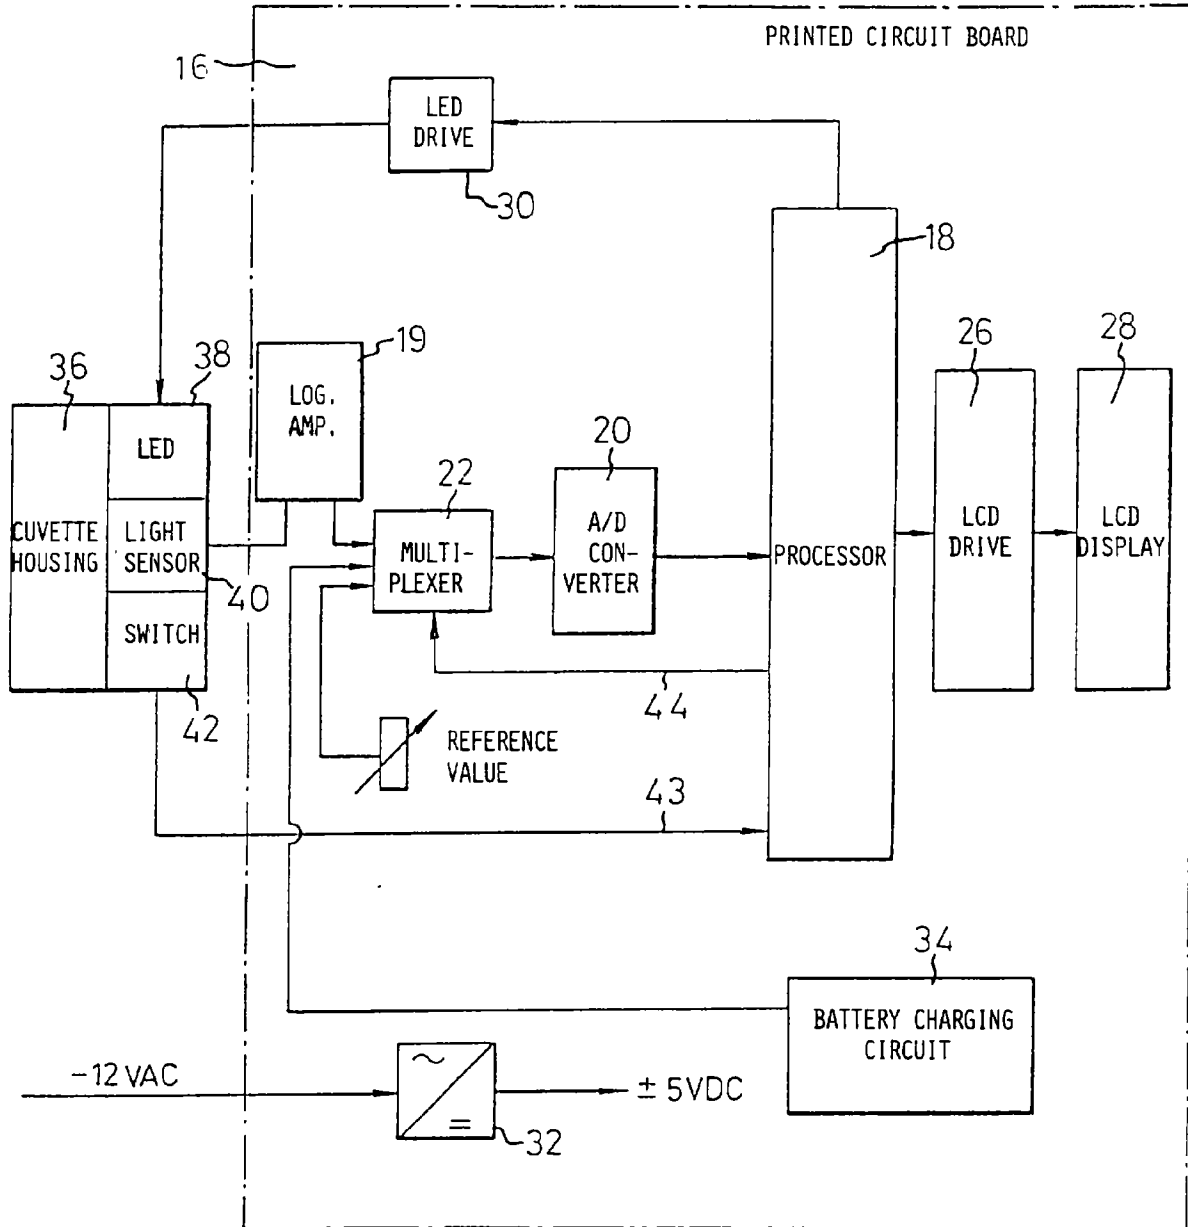 PRINTED CIRCUIT BOARD
16
LED
DRIVE
30
18
19
26
28
36
38
LOG.
AMP.
LED
20
22
CUVETTE
HOUSING
LIGHT
SENSOR
40
MULTI-
PLEXER
A/D
CON-
VERTER
PROCESSOR
LCD
DRIVE
LCD
DISPLAY
SWITCH
42
44
REFERENCE
VALUE
43
34
BATTERY CHARGING
CIRCUIT
-12VAC
~
=
± 5VDC
32